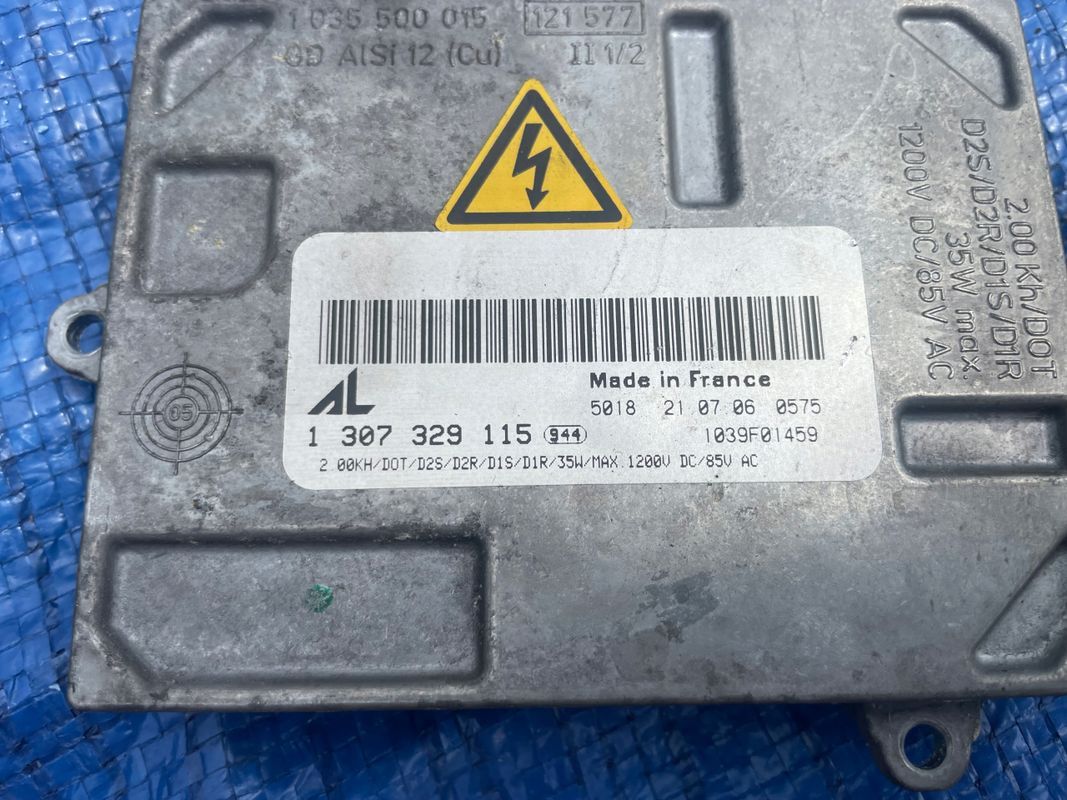 1 035 500 015
121 577
GD AlSi 12 (Cu)
II 1/2
2.00 Kh/DOT
D2S/D2R/D1S/D1R
35W max.
1200V DC/85V AC
05
AL
Made in France
5018 21 07 06 0575
1 307 329 115 944
1039F01459
2.00KH/DOT/D2S/D2R/D1S/D1R/35W/MAX.1200V DC/85V AC